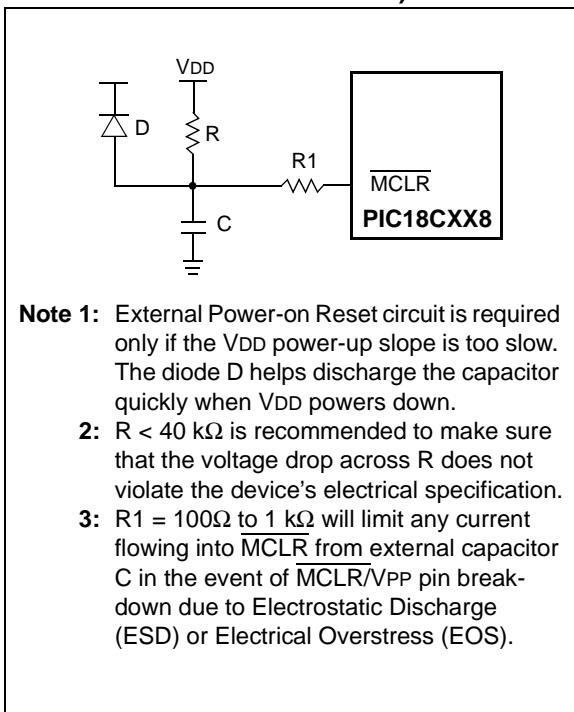 VDD
D
R
R1
MCLR
PIC18CXX8
C
Note 1: External Power-on Reset circuit is required
only if the VDD power-up slope is too slow.
The diode D helps discharge the capacitor
quickly when VDD powers down.
2: R < 40 kΩ is recommended to make sure
that the voltage drop across R does not
violate the device's electrical specification.
3: R1 = 100Ω to 1 kΩ will limit any current
flowing into MCLR from external capacitor
C in the event of MCLR/VPP pin break-
down due to Electrostatic Discharge
(ESD) or Electrical Overstress (EOS).